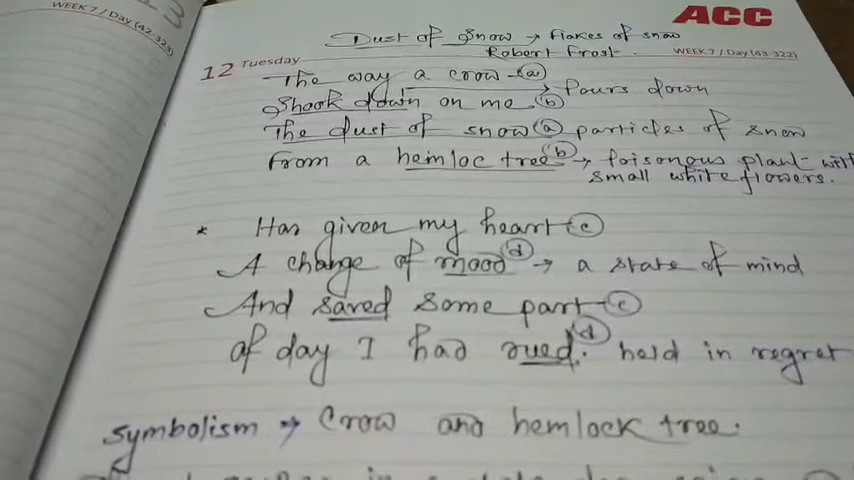 WEEK 7 / Day (42-323)
ACC
Dust of Snow → flakes of snow
Robert Frost.
WEEK 7 / Day (43-322)
12 Tuesday
The way a crow (a)
Shook down on me (b) → Pours down
The dust of snow (a) particles of snow
From a hemloc tree (b) → Poisonous plant with
small white flowers.
* Has given my heart (c)
A change of mood (d) → a state of mind
And saved some part (c)
of day I had rued (d). held in regret
Symbolism → Crow and hemlock tree.